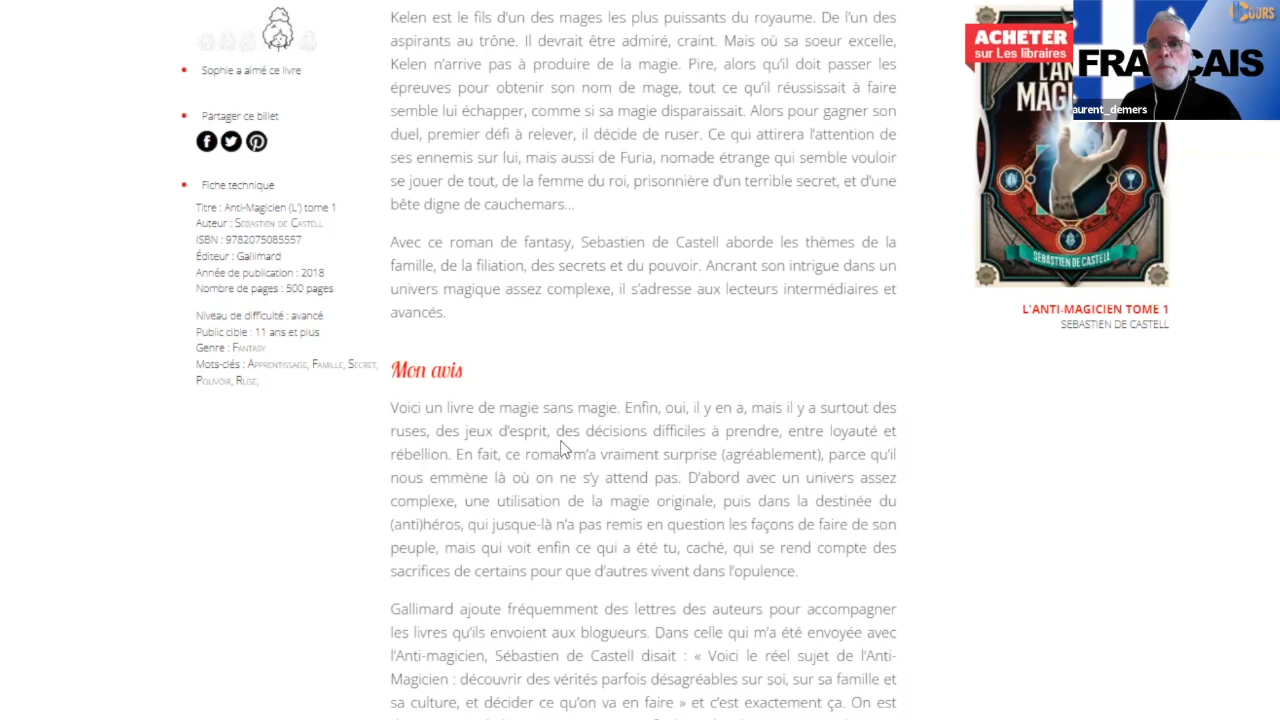 Sophie a aimé ce livre
Partager ce billet
Fiche technique
Titre : Anti-Magicien (L') tome 1
Auteur : Sebastien de Castell
ISBN : 9782075085557
Éditeur : Gallimard
Année de publication : 2018
Nombre de pages : 500 pages
Niveau de difficulté : avancé
Public cible : 11 ans et plus
Genre : Fantasy
Mots-clés : Apprentissage, Famille, Secret,
Pouvoir, Ruse,
Kelen est le fils d'un des mages les plus puissants du royaume. De l'un des
aspirants au trône. Il devrait être admiré, craint. Mais où sa soeur excelle,
Kelen n'arrive pas à produire de la magie. Pire, alors qu'il doit passer les
épreuves pour obtenir son nom de mage, tout ce qu'il réussissait à faire
semble lui échapper, comme si sa magie disparaissait. Alors pour gagner son
duel, premier défi à relever, il décide de ruser. Ce qui attirera l'attention de
ses ennemis sur lui, mais aussi de Furia, nomade étrange qui semble vouloir
se jouer de tout, de la femme du roi, prisonnière d'un terrible secret, et d'une
bête digne de cauchemars...
Avec ce roman de fantasy, Sebastien de Castell aborde les thèmes de la
famille, de la filiation, des secrets et du pouvoir. Ancrant son intrigue dans un
univers magique assez complexe, il s'adresse aux lecteurs intermédiaires et
avancés.
Mon avis
Voici un livre de magie sans magie. Enfin, oui, il y en a, mais il y a surtout des
ruses, des jeux d'esprit, des décisions difficiles à prendre, entre loyauté et
rébellion. En fait, ce roman m'a vraiment surprise (agréablement), parce qu'il
nous emmène là où on ne s'y attend pas. D'abord avec un univers assez
complexe, une utilisation de la magie originale, puis dans la destinée du
(anti)héros, qui jusque-là n'a pas remis en question les façons de faire de son
peuple, mais qui voit enfin ce qui a été tu, caché, qui se rend compte des
sacrifices de certains pour que d'autres vivent dans l'opulence.
Gallimard ajoute fréquemment des lettres des auteurs pour accompagner
les livres qu'ils envoient aux blogueurs. Dans celle qui m'a été envoyée avec
l'Anti-magicien, Sébastien de Castell disait : « Voici le réel sujet de l'Anti-
Magicien : découvrir des vérités parfois désagréables sur soi, sur sa famille et
sa culture, et décider ce qu'on va en faire » et c'est exactement ça. On est
ACHETER
sur Les libraires
L'AN
MAGI
SÉBASTIEN DE CASTELL
L'ANTI-MAGICIEN TOME 1
SEBASTIEN DE CASTELL
FRA ÇAIS
aurent_demers